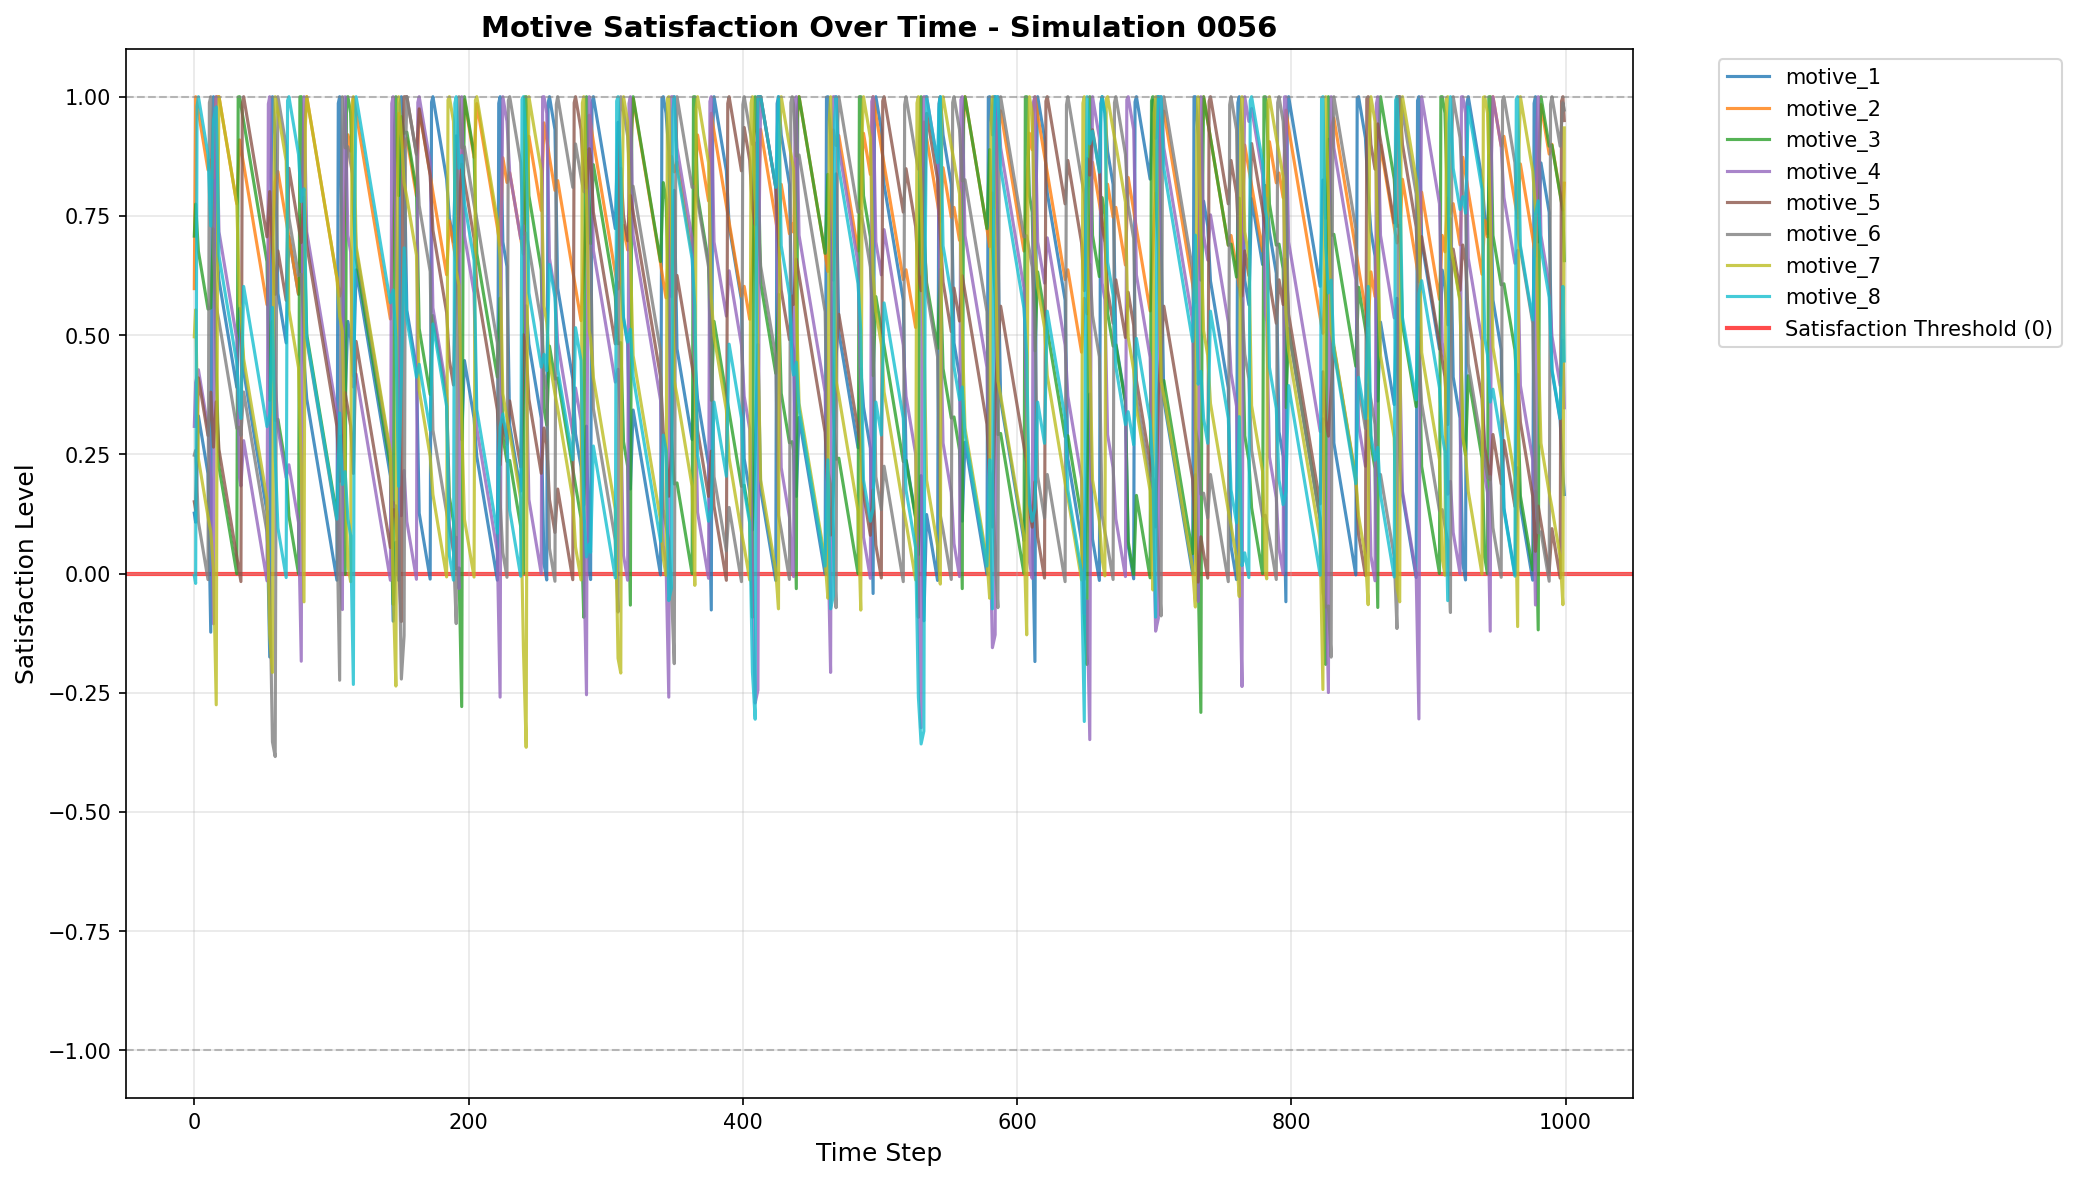 Motive Satisfaction Over Time - Simulation 0056
Satisfaction Level
1.00
0.75
0.50
0.25
0.00
−0.25
−0.50
−0.75
−1.00
0
200
400
600
800
1000
Time Step
motive_1
motive_2
motive_3
motive_4
motive_5
motive_6
motive_7
motive_8
Satisfaction Threshold (0)